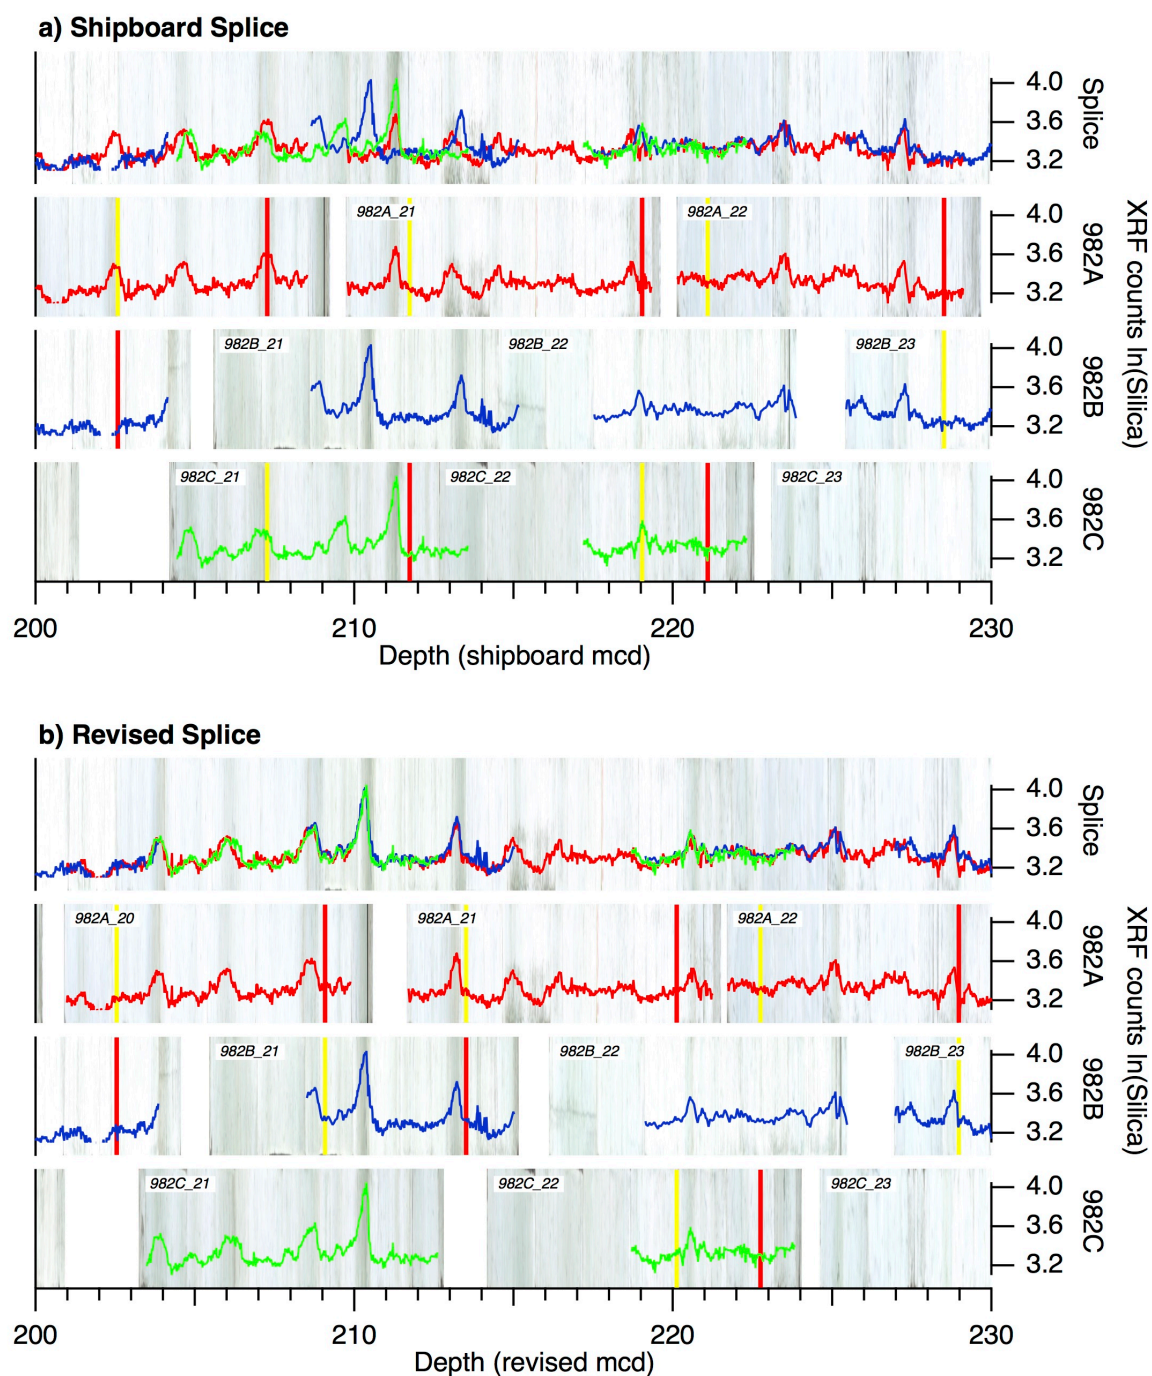 a) Shipboard Splice
4.0
3.6
3.2
Splice
982A_21
982A_22
4.0
3.6
3.2
982A
982B_21
982B_22
982B_23
4.0
3.6
3.2
982B
982C_21
982C_22
982C_23
4.0
3.6
3.2
982C
XRF counts ln(Silica)
200
210
220
230
Depth (shipboard mcd)
b) Revised Splice
4.0
3.6
3.2
Splice
982A_20
982A_21
982A_22
4.0
3.6
3.2
982A
982B_21
982B_22
982B_23
4.0
3.6
3.2
982B
982C_21
982C_22
982C_23
4.0
3.6
3.2
982C
XRF counts ln(Silica)
200
210
220
230
Depth (revised mcd)